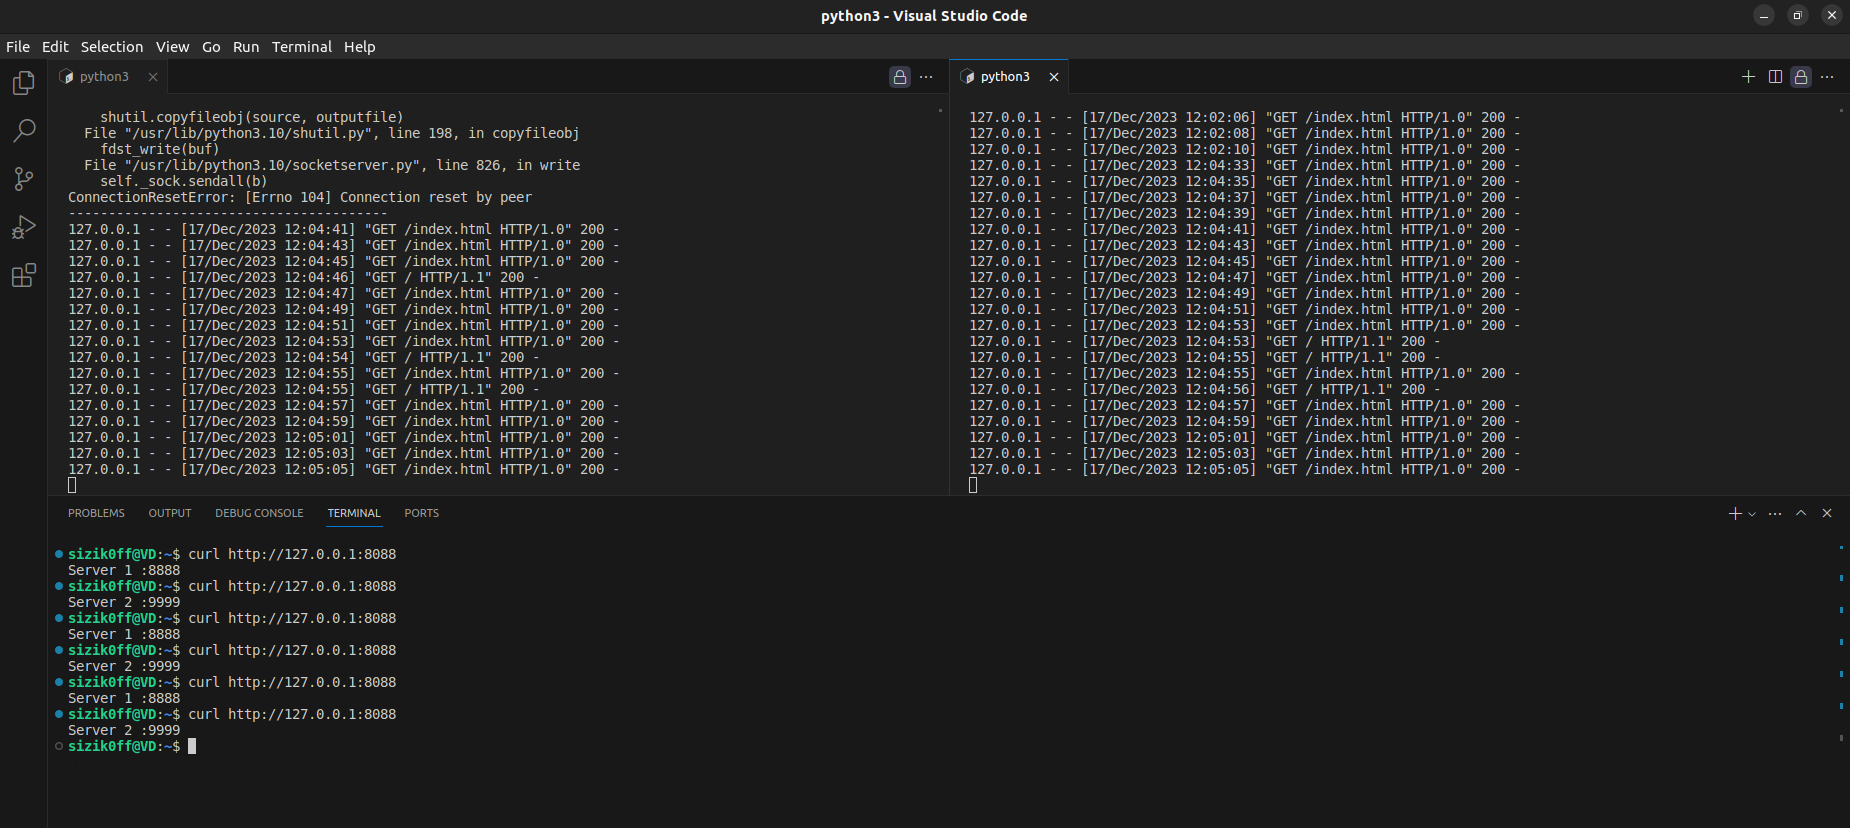 python3 - Visual Studio Code
File Edit Selection View Go Run Terminal Help
python3
    shutil.copyfileobj(source, outputfile)
  File "/usr/lib/python3.10/shutil.py", line 198, in copyfileobj
    fdst_write(buf)
  File "/usr/lib/python3.10/socketserver.py", line 826, in write
    self._sock.sendall(b)
ConnectionResetError: [Errno 104] Connection reset by peer
----------------------------------------
127.0.0.1 - - [17/Dec/2023 12:04:41] "GET /index.html HTTP/1.0" 200 -
127.0.0.1 - - [17/Dec/2023 12:04:43] "GET /index.html HTTP/1.0" 200 -
127.0.0.1 - - [17/Dec/2023 12:04:45] "GET /index.html HTTP/1.0" 200 -
127.0.0.1 - - [17/Dec/2023 12:04:46] "GET / HTTP/1.1" 200 -
127.0.0.1 - - [17/Dec/2023 12:04:47] "GET /index.html HTTP/1.0" 200 -
127.0.0.1 - - [17/Dec/2023 12:04:49] "GET /index.html HTTP/1.0" 200 -
127.0.0.1 - - [17/Dec/2023 12:04:51] "GET /index.html HTTP/1.0" 200 -
127.0.0.1 - - [17/Dec/2023 12:04:53] "GET /index.html HTTP/1.0" 200 -
127.0.0.1 - - [17/Dec/2023 12:04:54] "GET / HTTP/1.1" 200 -
127.0.0.1 - - [17/Dec/2023 12:04:55] "GET /index.html HTTP/1.0" 200 -
127.0.0.1 - - [17/Dec/2023 12:04:55] "GET / HTTP/1.1" 200 -
127.0.0.1 - - [17/Dec/2023 12:04:57] "GET /index.html HTTP/1.0" 200 -
127.0.0.1 - - [17/Dec/2023 12:04:59] "GET /index.html HTTP/1.0" 200 -
127.0.0.1 - - [17/Dec/2023 12:05:01] "GET /index.html HTTP/1.0" 200 -
127.0.0.1 - - [17/Dec/2023 12:05:03] "GET /index.html HTTP/1.0" 200 -
127.0.0.1 - - [17/Dec/2023 12:05:05] "GET /index.html HTTP/1.0" 200 -
python3
127.0.0.1 - - [17/Dec/2023 12:02:06] "GET /index.html HTTP/1.0" 200 -
127.0.0.1 - - [17/Dec/2023 12:02:08] "GET /index.html HTTP/1.0" 200 -
127.0.0.1 - - [17/Dec/2023 12:02:10] "GET /index.html HTTP/1.0" 200 -
127.0.0.1 - - [17/Dec/2023 12:04:33] "GET /index.html HTTP/1.0" 200 -
127.0.0.1 - - [17/Dec/2023 12:04:35] "GET /index.html HTTP/1.0" 200 -
127.0.0.1 - - [17/Dec/2023 12:04:37] "GET /index.html HTTP/1.0" 200 -
127.0.0.1 - - [17/Dec/2023 12:04:39] "GET /index.html HTTP/1.0" 200 -
127.0.0.1 - - [17/Dec/2023 12:04:41] "GET /index.html HTTP/1.0" 200 -
127.0.0.1 - - [17/Dec/2023 12:04:43] "GET /index.html HTTP/1.0" 200 -
127.0.0.1 - - [17/Dec/2023 12:04:45] "GET /index.html HTTP/1.0" 200 -
127.0.0.1 - - [17/Dec/2023 12:04:47] "GET /index.html HTTP/1.0" 200 -
127.0.0.1 - - [17/Dec/2023 12:04:49] "GET /index.html HTTP/1.0" 200 -
127.0.0.1 - - [17/Dec/2023 12:04:51] "GET /index.html HTTP/1.0" 200 -
127.0.0.1 - - [17/Dec/2023 12:04:53] "GET /index.html HTTP/1.0" 200 -
127.0.0.1 - - [17/Dec/2023 12:04:53] "GET / HTTP/1.1" 200 -
127.0.0.1 - - [17/Dec/2023 12:04:55] "GET / HTTP/1.1" 200 -
127.0.0.1 - - [17/Dec/2023 12:04:55] "GET /index.html HTTP/1.0" 200 -
127.0.0.1 - - [17/Dec/2023 12:04:56] "GET / HTTP/1.1" 200 -
127.0.0.1 - - [17/Dec/2023 12:04:57] "GET /index.html HTTP/1.0" 200 -
127.0.0.1 - - [17/Dec/2023 12:04:59] "GET /index.html HTTP/1.0" 200 -
127.0.0.1 - - [17/Dec/2023 12:05:01] "GET /index.html HTTP/1.0" 200 -
127.0.0.1 - - [17/Dec/2023 12:05:03] "GET /index.html HTTP/1.0" 200 -
127.0.0.1 - - [17/Dec/2023 12:05:05] "GET /index.html HTTP/1.0" 200 -
PROBLEMS OUTPUT DEBUG CONSOLE TERMINAL PORTS
sizik0ff@VD:~$ curl http://127.0.0.1:8088
Server 1 :8888
sizik0ff@VD:~$ curl http://127.0.0.1:8088
Server 2 :9999
sizik0ff@VD:~$ curl http://127.0.0.1:8088
Server 1 :8888
sizik0ff@VD:~$ curl http://127.0.0.1:8088
Server 2 :9999
sizik0ff@VD:~$ curl http://127.0.0.1:8088
Server 1 :8888
sizik0ff@VD:~$ curl http://127.0.0.1:8088
Server 2 :9999
sizik0ff@VD:~$